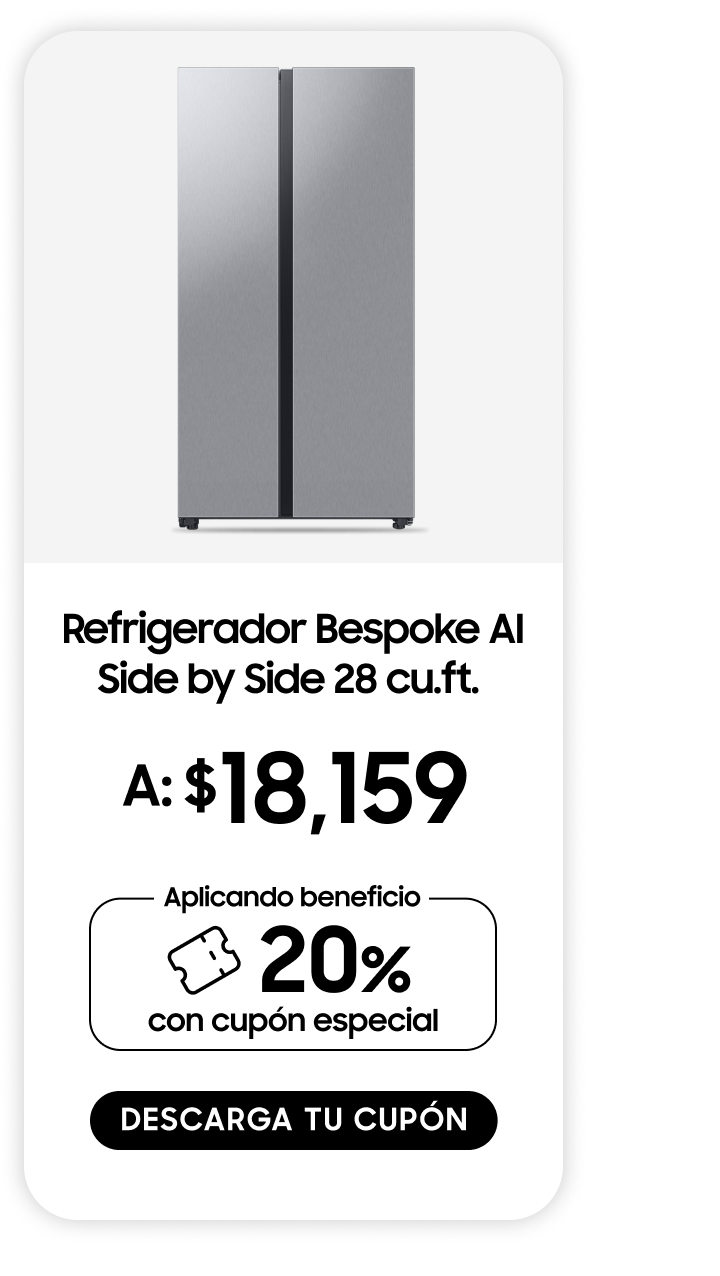 Refrigerador Bespoke AI
Side by Side 28 cu.ft.
A: $18,159
Aplicando beneficio
20%
con cupón especial
DESCARGA TU CUPÓN